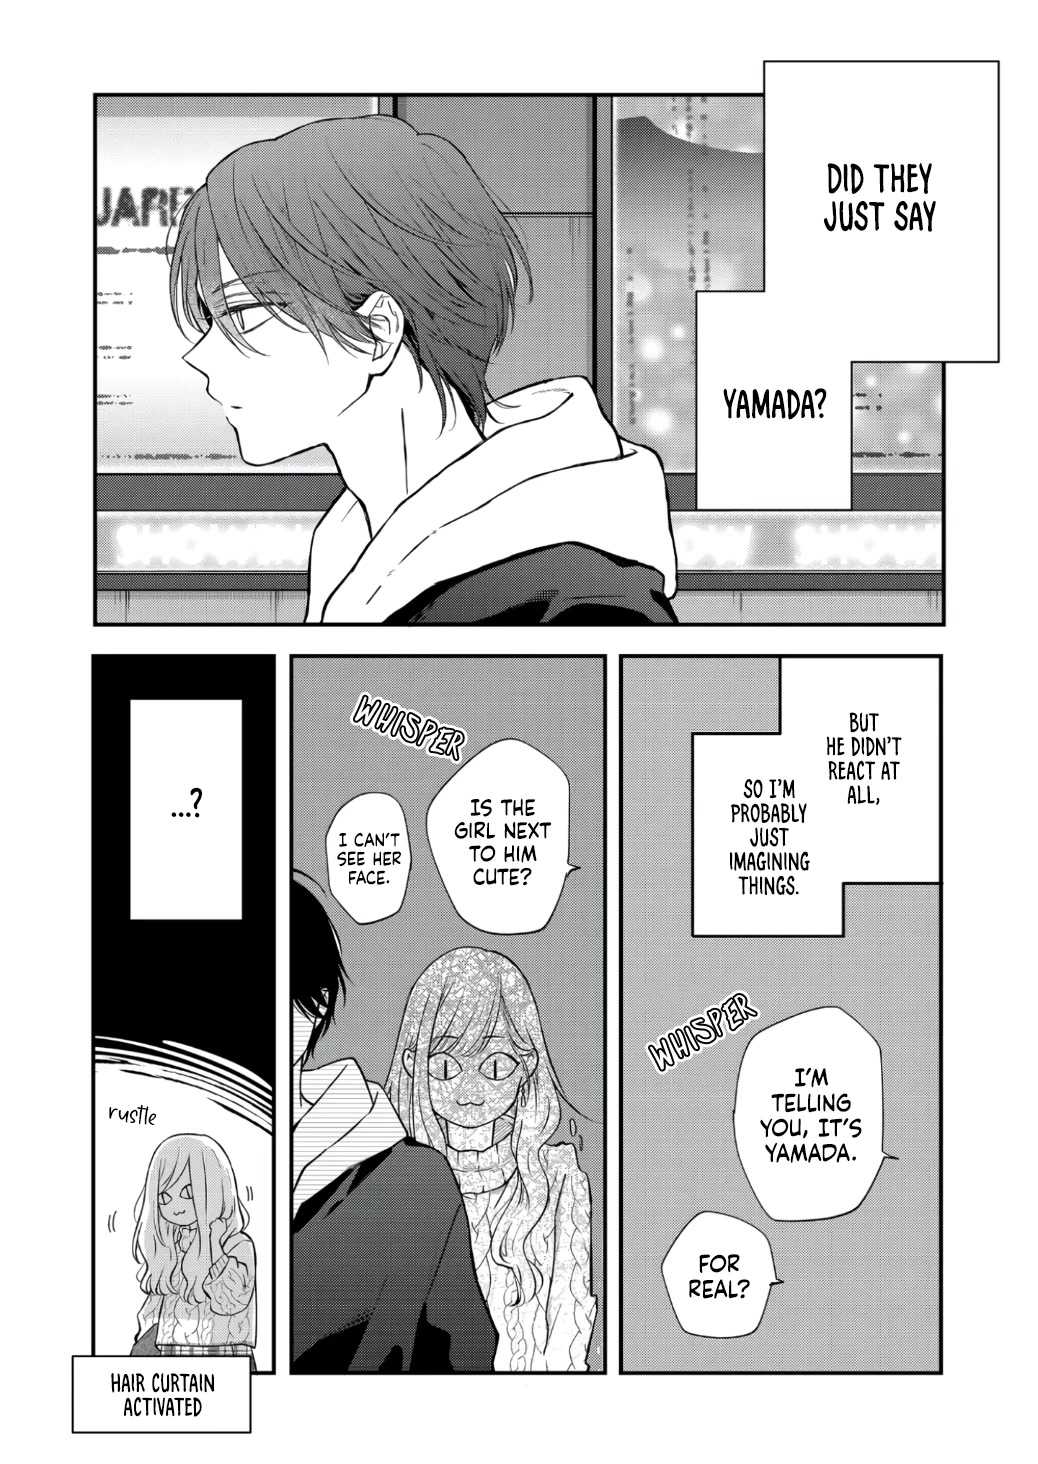 DID THEY
JUST SAY
YAMADA?
BUT
HE DIDN'T
REACT AT
ALL,
SO I'M
PROBABLY
JUST
IMAGINING
THINGS.
WHISPER
I'M
TELLING
YOU, IT'S
YAMADA.
FOR
REAL?
WHISPER
IS THE
GIRL NEXT
TO HIM
CUTE?
I CAN'T
SEE HER
FACE.
...?
rustle
HAIR CURTAIN
ACTIVATED